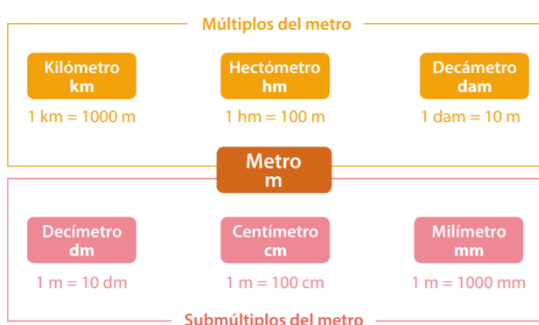 Múltiplos del metro
Kilómetro
km
1 km = 1000 m
Hectómetro
hm
1 hm = 100 m
Decámetro
dam
1 dam = 10 m
Metro
m
Decímetro
dm
1 m = 10 dm
Centímetro
cm
1 m = 100 cm
Milímetro
mm
1 m = 1000 mm
Submúltiplos del metro